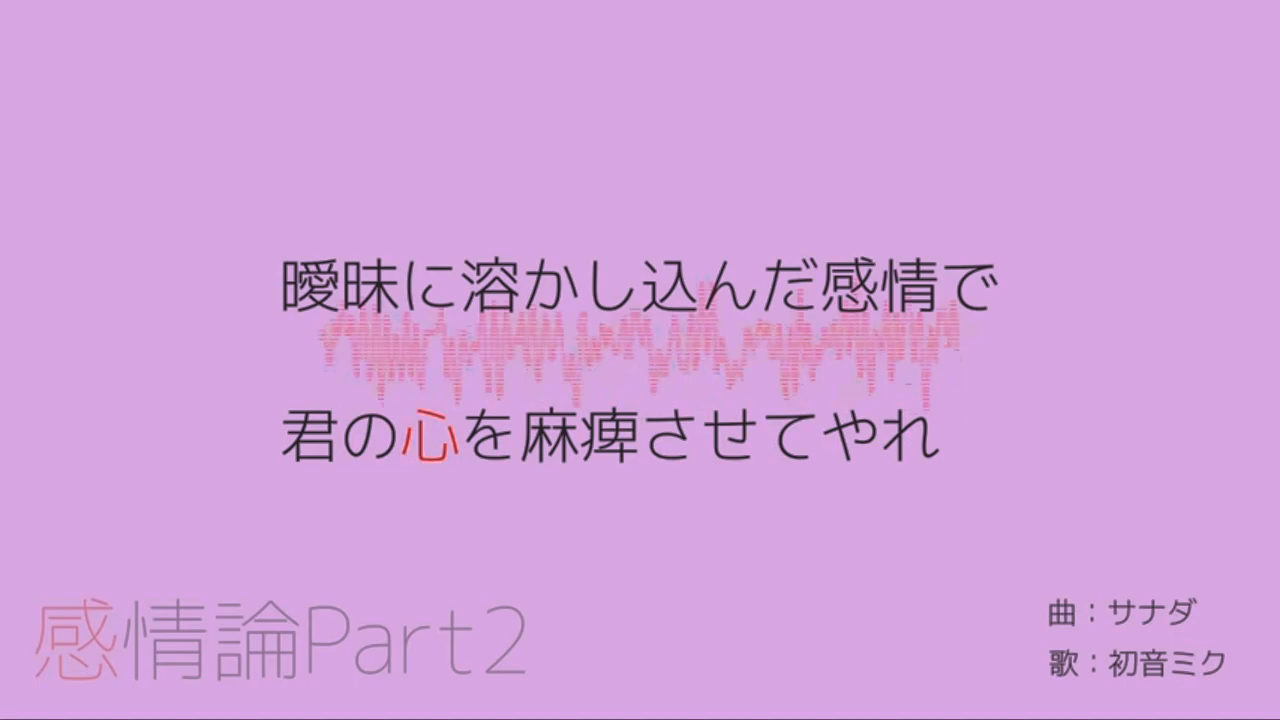 曖昧に溶かし込んだ感情で
君の心を麻痺させてやれ
感情論Part2
曲：サナダ
歌：初音ミク